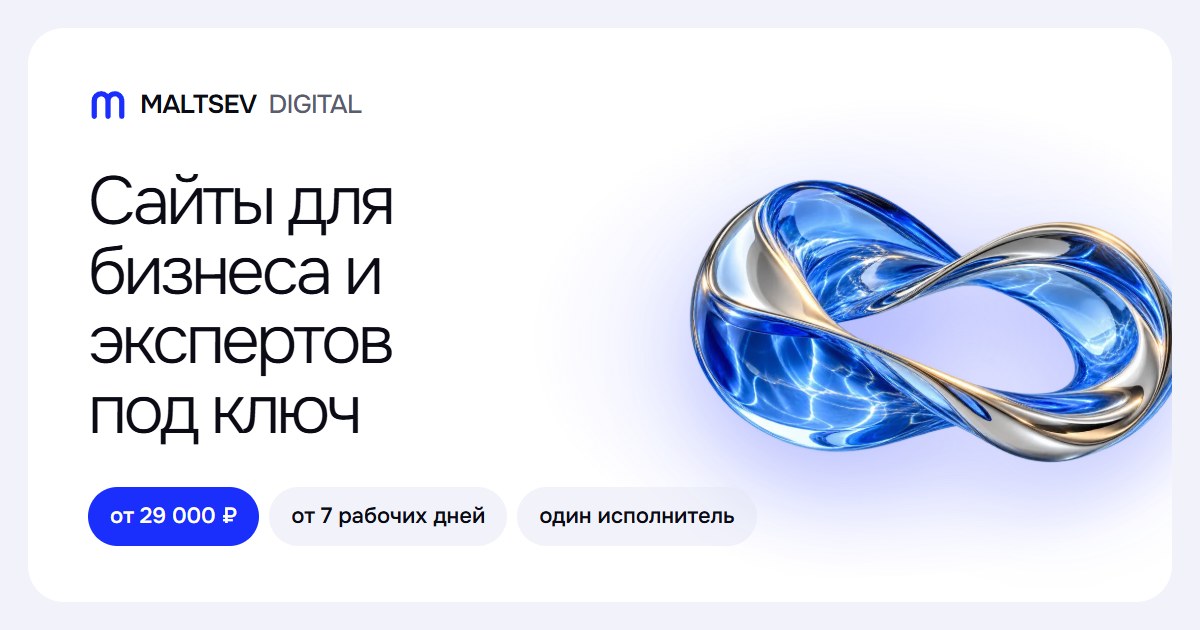 MALTSEV DIGITAL
Сайты для
бизнеса и
экспертов
под ключ
от 29 000 ₽
от 7 рабочих дней
один исполнитель